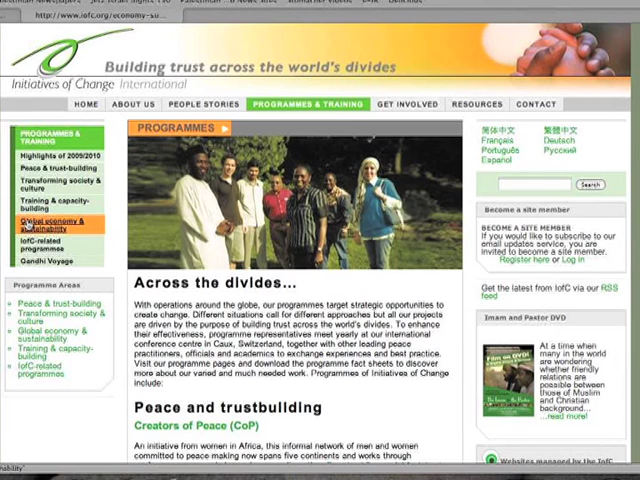 http://www.iofc.org/economy-su...
Building trust across the world's divides
Initiatives of Change International
HOME
ABOUT US
PEOPLE STORIES
PROGRAMMES & TRAINING
GET INVOLVED
RESOURCES
CONTACT
PROGRAMMES &
TRAINING
Highlights of 2009/2010
Peace & trust-building
Transforming society &
culture
Training & capacity-
building
Global economy &
sustainability
IofC-related
programmes
Gandhi Voyage
Programme Areas
Peace & trust-building
Transforming society &
culture
Global economy &
sustainability
Training & capacity-
building
IofC-related
programmes
PROGRAMMES
Across the divides...
With operations around the globe, our programmes target strategic opportunities to
create change. Different situations call for different approaches but all our projects
are driven by the purpose of building trust across the world's divides. To enhance
their effectiveness, programme representatives meet yearly at our international
conference centre in Caux, Switzerland, together with other leading peace
practitioners, officials and academics to exchange experiences and best practice.
Visit our programme pages and download the programme fact sheets to discover
more about our varied and much needed work. Programmes of Initiatives of Change
include:
Peace and trustbuilding
Creators of Peace (CoP)
An initiative from women in Africa, this informal network of men and women
committed to peace making now spans five continents and works through
简体中文 繁體中文
Français Deutsch
Português Русский
Espanol
Search
Become a site member
BECOME A SITE MEMBER
If you would like to subscribe to our
email updates service, you are
invited to become a site member.
Register here or Log in
Get the latest from IofC via our RSS
feed
Imam and Pastor DVD
At a time when
many in the world
are wondering
whether friendly
relations are
possible between
those of Muslim
and Christian
background...
...read more!
Film on DVD!
Websites managed by the IofC
nability"